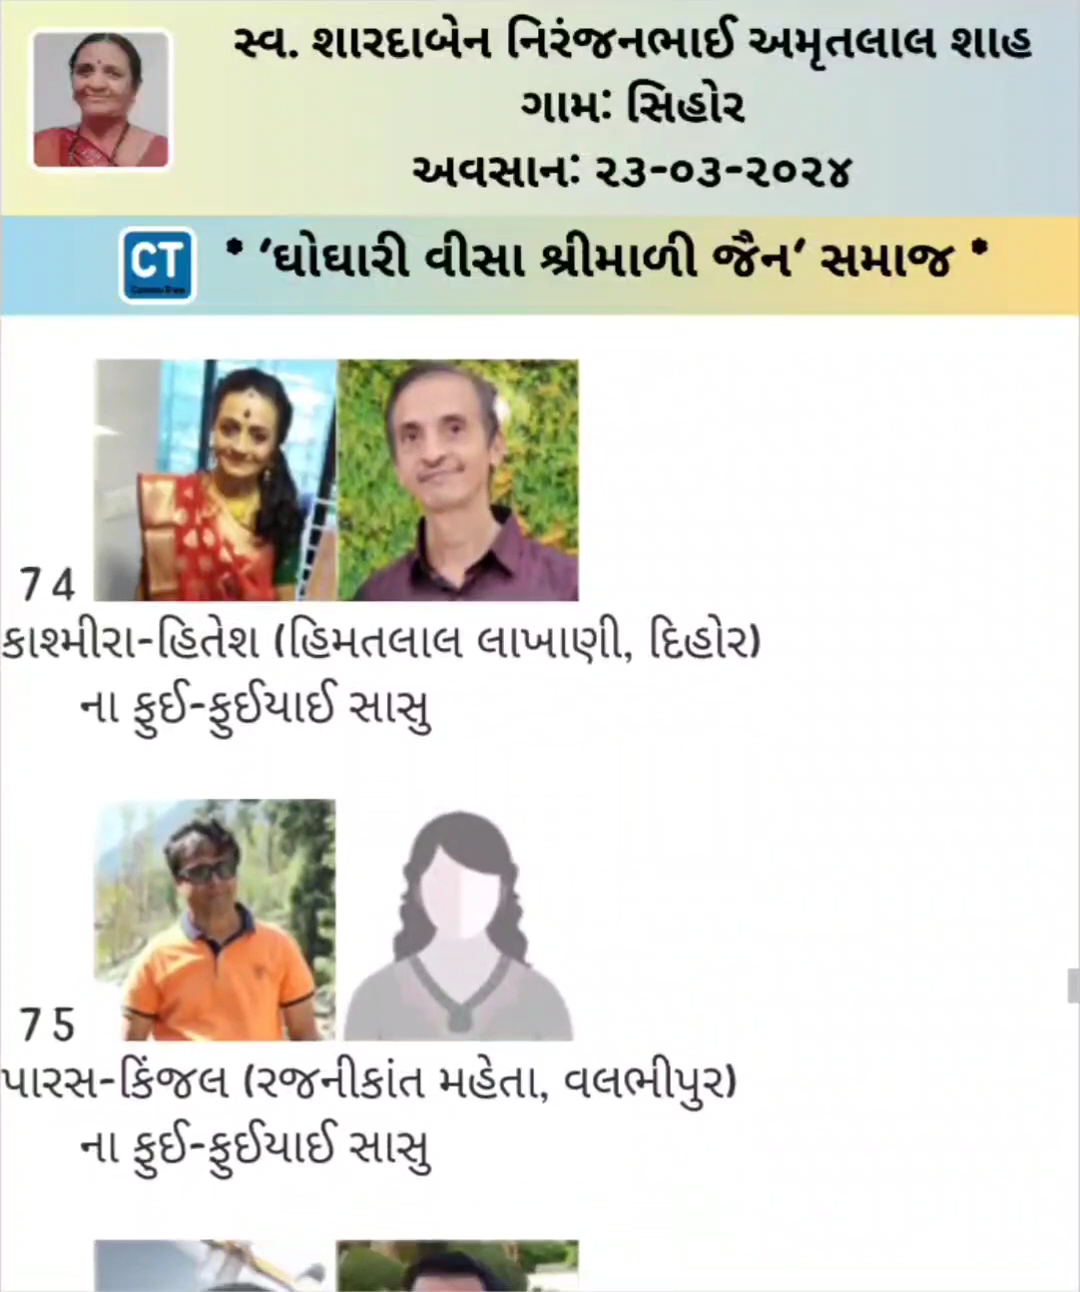 સ્વ. શારદાબેન નિરંજનભાઈ અમૃતલાલ શાહ
ગામઃ સિહોર
અવસાનઃ ૨૩-૦૩-૨૦૨૪
CT
* ‘ઘોઘારી વીસા શ્રીમાળી જૈન’ સમાજ *
74
કાશ્મીરા-હિતેશ (હિમતલાલ લાખાણી, દિહોર)
ના ફુઈ-ફુઈયાઈ સાસુ
75
પારસ-કિંજલ (રજનીકાંત મહેતા, વલભીપુર)
ના ફુઈ-ફુઈયાઈ સાસુ